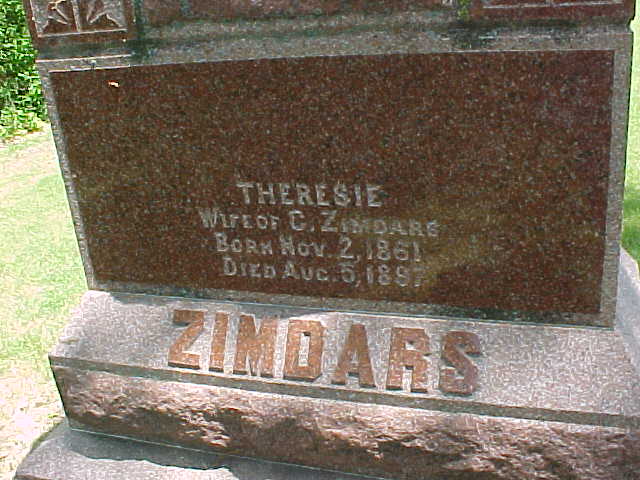 THERESIE
WIFE OF C. ZIMDARS
BORN NOV. 2, 1861
DIED AUG. 5, 1897
ZIMDARS